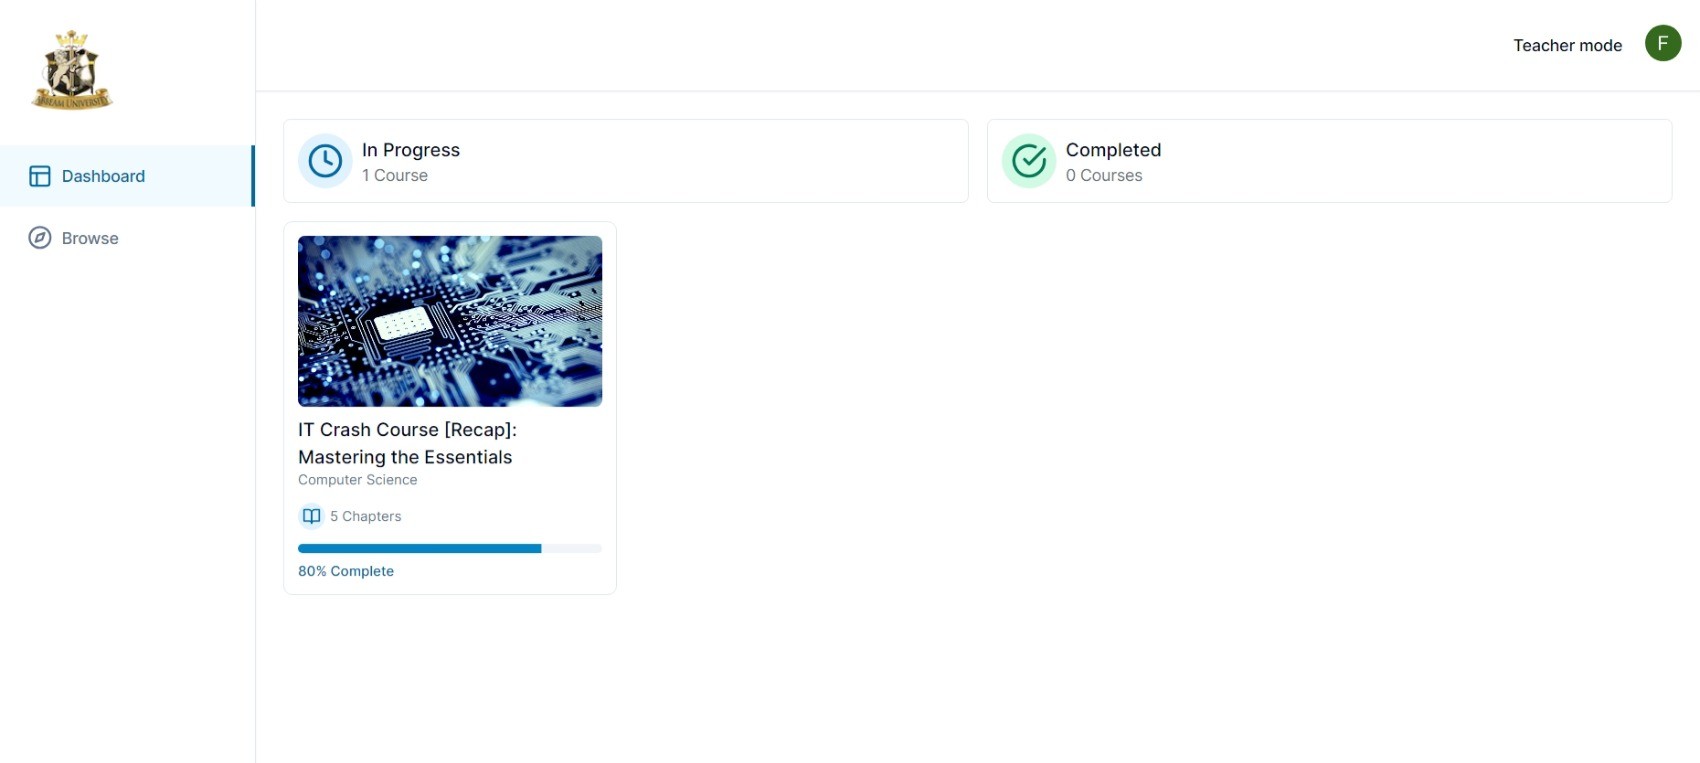 UNIVERSITY
Dashboard
Browse
Teacher mode
F
In Progress
1 Course
Completed
0 Courses
IT Crash Course [Recap]:
Mastering the Essentials
Computer Science
5 Chapters
80% Complete